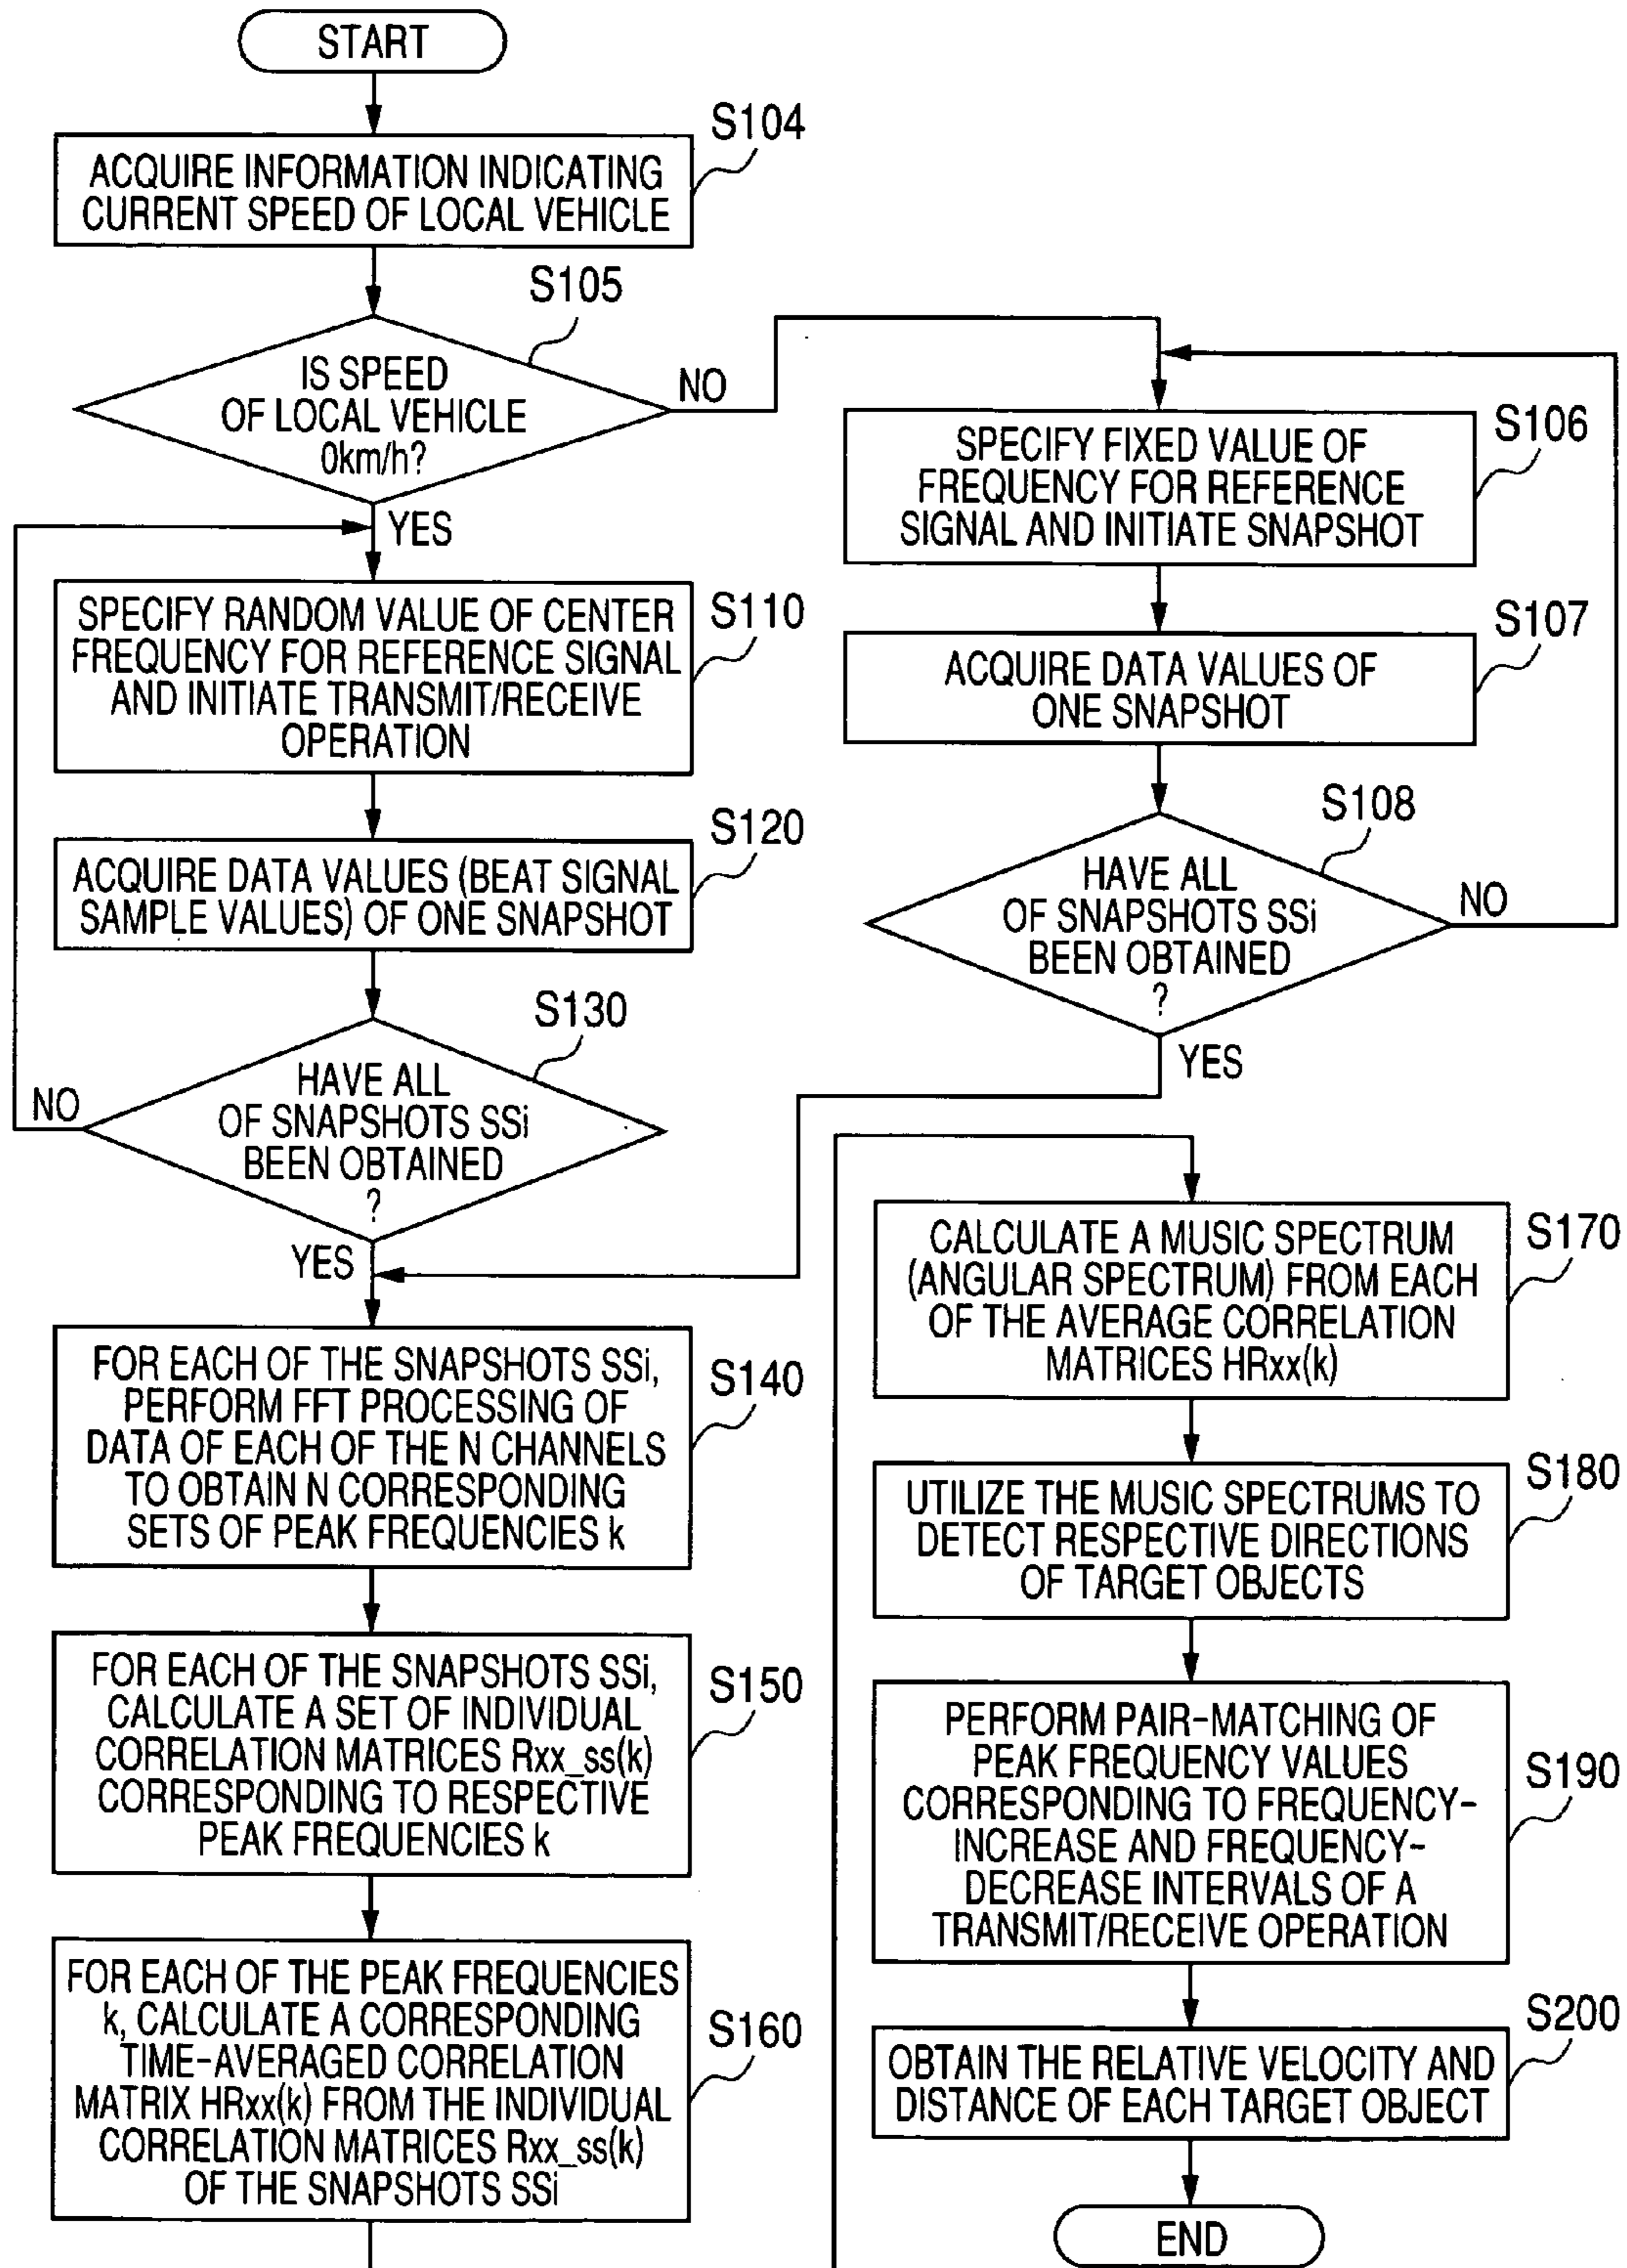 START
S104
ACQUIRE INFORMATION INDICATING
CURRENT SPEED OF LOCAL VEHICLE
S105
IS SPEED
OF LOCAL VEHICLE
0km/h?
NO
YES
S106
SPECIFY FIXED VALUE OF
FREQUENCY FOR REFERENCE
SIGNAL AND INITIATE SNAPSHOT
S107
ACQUIRE DATA VALUES OF
ONE SNAPSHOT
S108
HAVE ALL
OF SNAPSHOTS SSi
BEEN OBTAINED
?
NO
YES
S110
SPECIFY RANDOM VALUE OF CENTER
FREQUENCY FOR REFERENCE SIGNAL
AND INITIATE TRANSMIT/RECEIVE
OPERATION
S120
ACQUIRE DATA VALUES (BEAT SIGNAL
SAMPLE VALUES) OF ONE SNAPSHOT
S130
HAVE ALL
OF SNAPSHOTS SSi
BEEN OBTAINED
?
NO
YES
S140
FOR EACH OF THE SNAPSHOTS SSi,
PERFORM FFT PROCESSING OF
DATA OF EACH OF THE N CHANNELS
TO OBTAIN N CORRESPONDING
SETS OF PEAK FREQUENCIES k
S150
FOR EACH OF THE SNAPSHOTS SSi,
CALCULATE A SET OF INDIVIDUAL
CORRELATION MATRICES Rxx_ss(k)
CORRESPONDING TO RESPECTIVE
PEAK FREQUENCIES k
S160
FOR EACH OF THE PEAK FREQUENCIES
k, CALCULATE A CORRESPONDING
TIME-AVERAGED CORRELATION
MATRIX HRxx(k) FROM THE INDIVIDUAL
CORRELATION MATRICES Rxx_ss(k)
OF THE SNAPSHOTS SSi
S170
CALCULATE A MUSIC SPECTRUM
(ANGULAR SPECTRUM) FROM EACH
OF THE AVERAGE CORRELATION
MATRICES HRxx(k)
S180
UTILIZE THE MUSIC SPECTRUMS TO
DETECT RESPECTIVE DIRECTIONS
OF TARGET OBJECTS
S190
PERFORM PAIR-MATCHING OF
PEAK FREQUENCY VALUES
CORRESPONDING TO FREQUENCY-
INCREASE AND FREQUENCY-
DECREASE INTERVALS OF A
TRANSMIT/RECEIVE OPERATION
S200
OBTAIN THE RELATIVE VELOCITY AND
DISTANCE OF EACH TARGET OBJECT
END